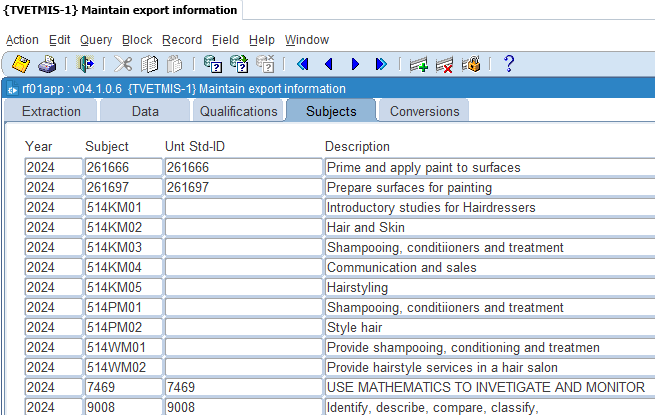 {TVETMIS-1} Maintain export information
Action Edit Query Block Record Field Help Window
?
rf01app : v04.1.0.6 {TVETMIS-1} Maintain export information
Extraction Data Qualifications Subjects Conversions
Year Subject Unt Std-ID Description
2024 261666 261666 Prime and apply paint to surfaces
2024 261697 261697 Prepare surfaces for painting
2024 514KM01 Introductory studies for Hairdressers
2024 514KM02 Hair and Skin
2024 514KM03 Shampooing, conditiioners and treatment
2024 514KM04 Communication and sales
2024 514KM05 Hairstyling
2024 514PM01 Shampooing, conditiioners and treatment
2024 514PM02 Style hair
2024 514WM01 Provide shampooing, conditioning and treatmen
2024 514WM02 Provide hairstyle services in a hair salon
2024 7469 7469 USE MATHEMATICS TO INVETIGATE AND MONITOR
2024 9008 9008 Identify, describe, compare, classify,